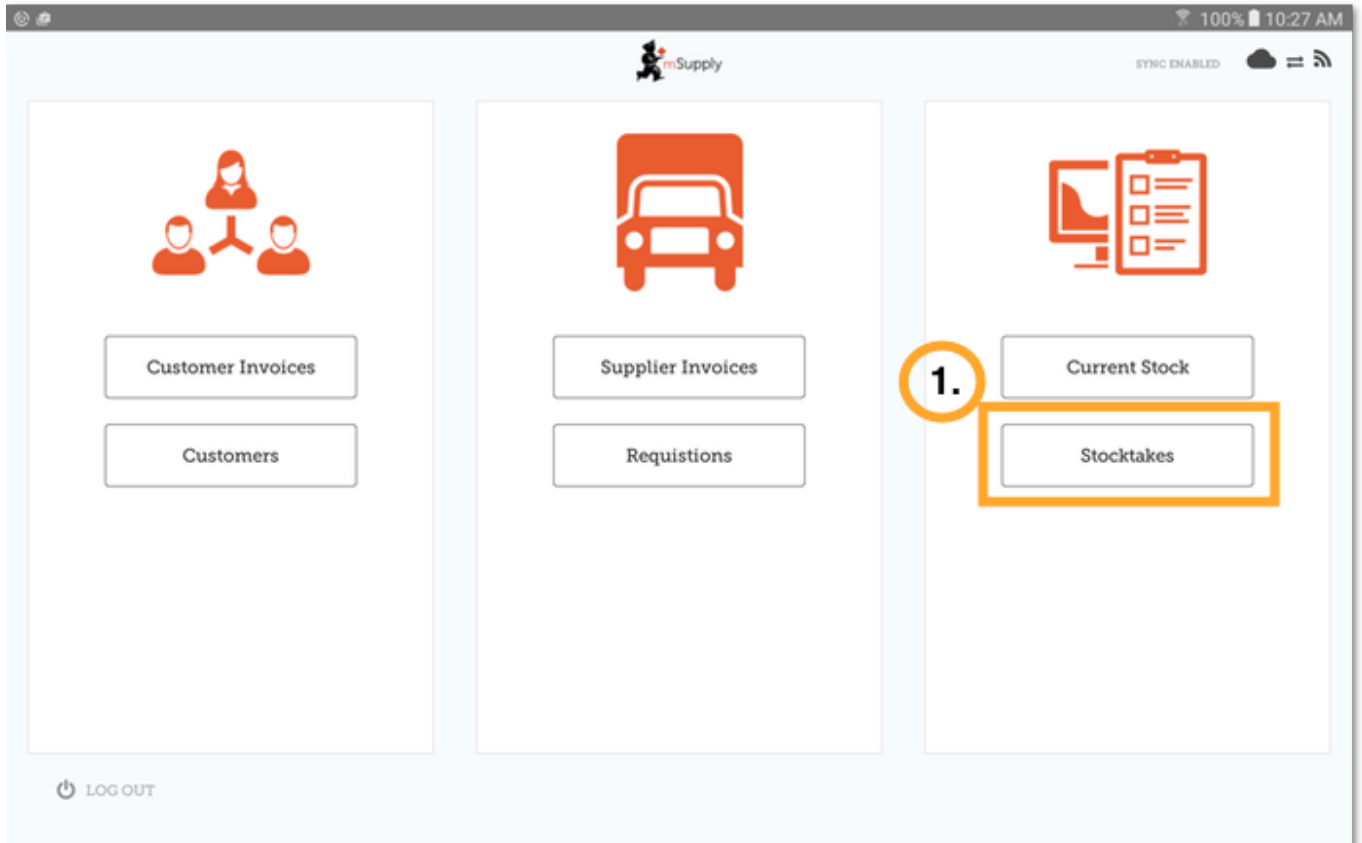 100% 10:27 AM
mSupply
SYNC ENABLED
Customer Invoices
Customers
Supplier Invoices
Requistions
1.
Current Stock
Stocktakes
LOG OUT